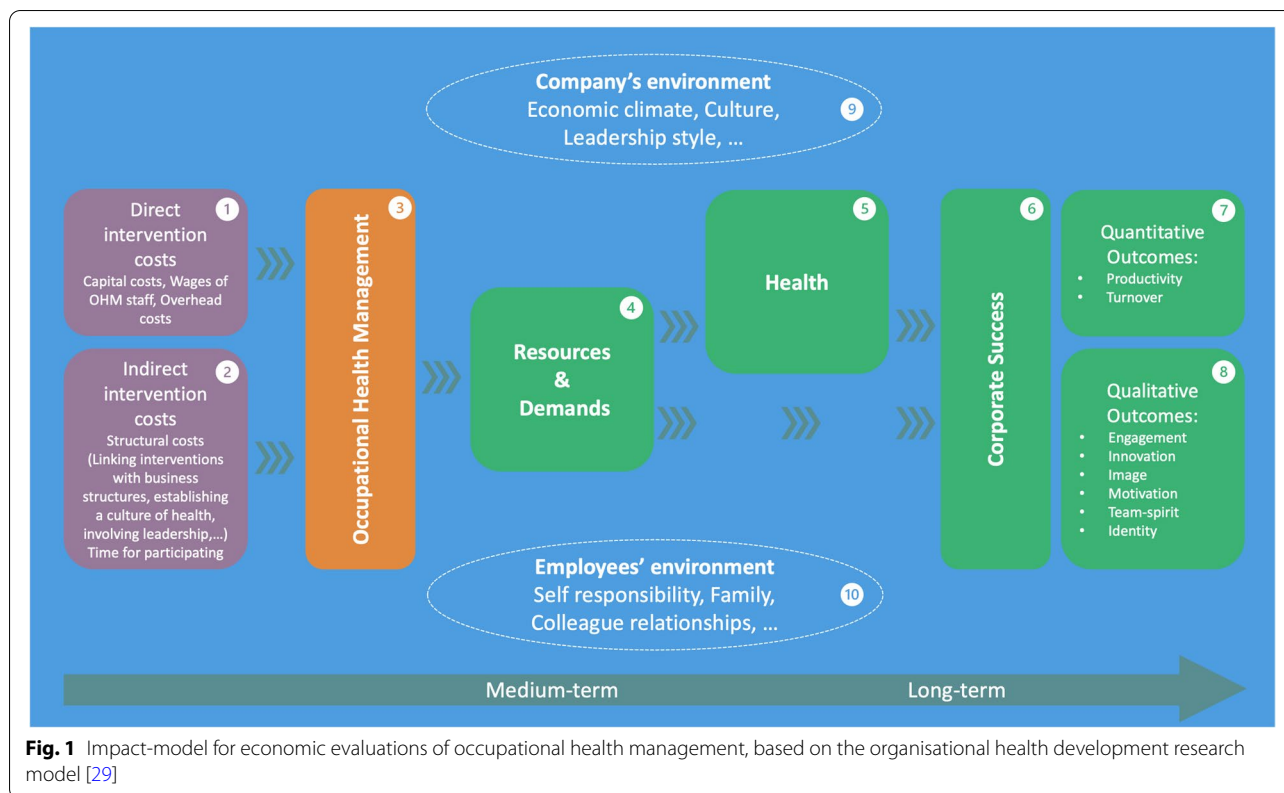 Company's environment
Economic climate, Culture,
Leadership style, ...
9
Direct
intervention
costs
Capital costs, Wages of
OHM staff, Overhead
costs
1
Indirect
intervention
costs
Structural costs
(Linking interventions
with business
structures, establishing
a culture of health,
involving leadership,...)
Time for participating
2
Occupational Health Management
3
Resources
&
Demands
4
Health
5
Corporate Success
6
Quantitative
Outcomes:
• Productivity
• Turnover
7
Qualitative
Outcomes:
• Engagement
• Innovation
• Image
• Motivation
• Team-spirit
• Identity
8
Employees' environment
Self responsibility, Family,
Colleague relationships, ...
10
Medium-term
Long-term
Fig. 1 Impact-model for economic evaluations of occupational health management, based on the organisational health development research
model [29]